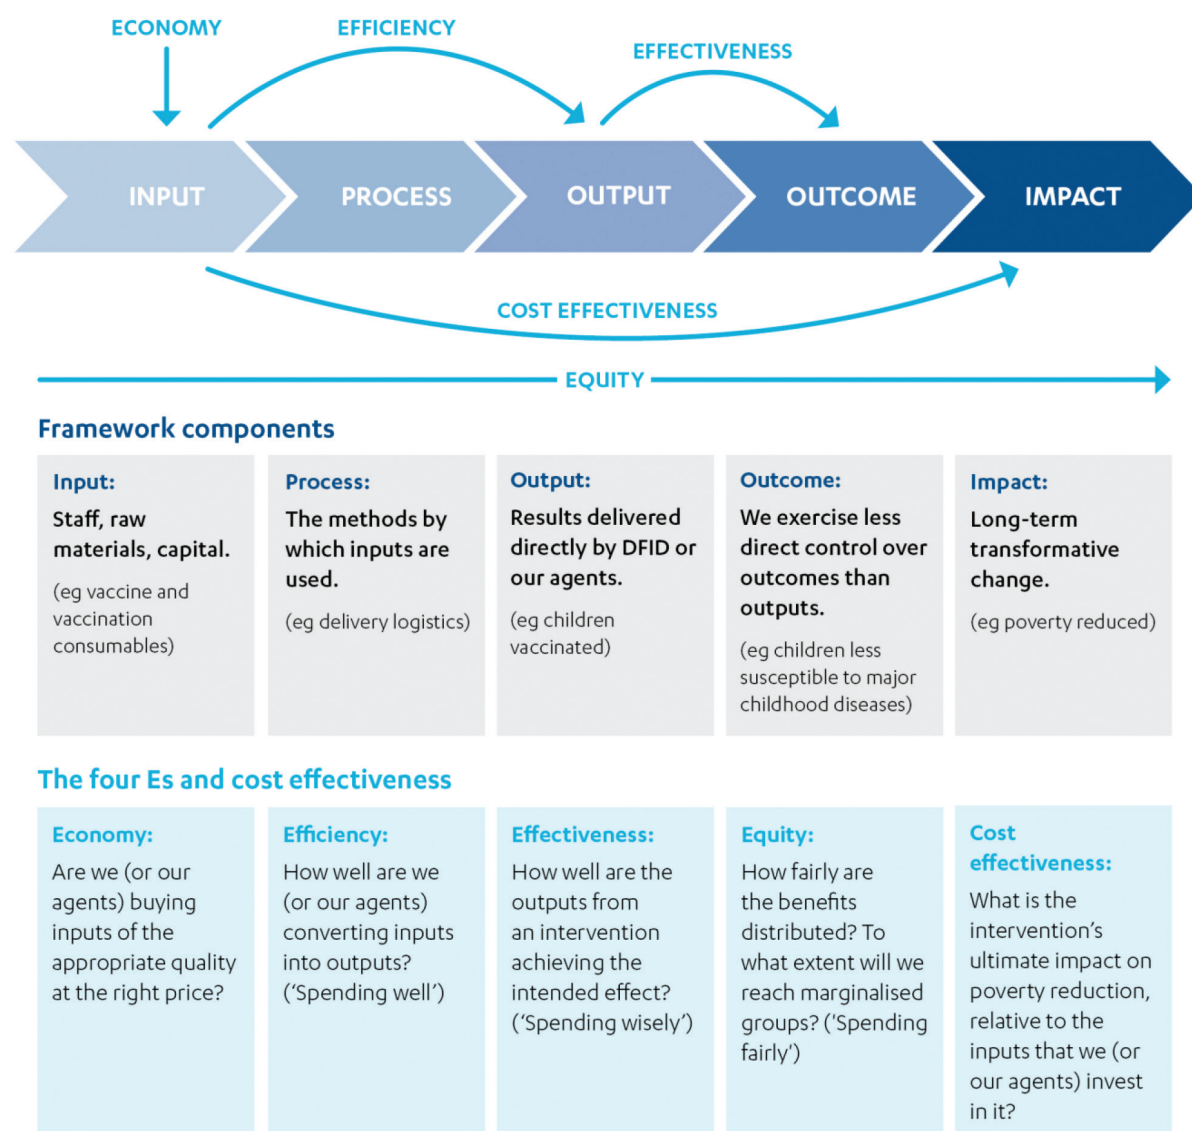 ECONOMY
EFFICIENCY
EFFECTIVENESS
INPUT
PROCESS
OUTPUT
OUTCOME
IMPACT
COST EFFECTIVENESS
EQUITY
Framework components
Input:
Staff, raw
materials, capital.
(eg vaccine and
vaccination
consumables)
Process:
The methods by
which inputs are
used.
(eg delivery logistics)
Output:
Results delivered
directly by DFID or
our agents.
(eg children
vaccinated)
Outcome:
We exercise less
direct control over
outcomes than
outputs.
(eg children less
susceptible to major
childhood diseases)
Impact:
Long-term
transformative
change.
(eg poverty reduced)
The four Es and cost effectiveness
Economy:
Are we (or our
agents) buying
inputs of the
appropriate quality
at the right price?
Efficiency:
How well are we
(or our agents)
converting inputs
into outputs?
(‘Spending well’)
Effectiveness:
How well are the
outputs from
an intervention
achieving the
intended effect?
(‘Spending wisely’)
Equity:
How fairly are
the benefits
distributed? To
what extent will we
reach marginalised
groups? ('Spending
fairly')
Cost
effectiveness:
What is the
intervention’s
ultimate impact on
poverty reduction,
relative to the
inputs that we (or
our agents) invest
in it?